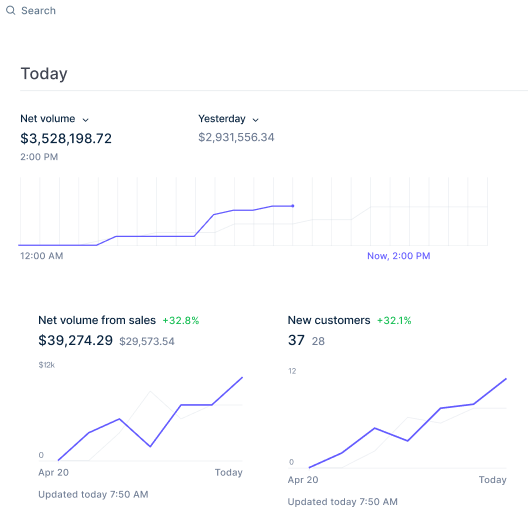 Search
Today
Net volume
Yesterday
$3,528,198.72
$2,931,556.34
2:00 PM
12:00 AM
Now, 2:00 PM
Net volume from sales +32.8%
$39,274.29 $29,573.54
$12k
0
Apr 20
Today
Updated today 7:50 AM
New customers +32.1%
37 28
12
0
Apr 20
Today
Updated today 7:50 AM